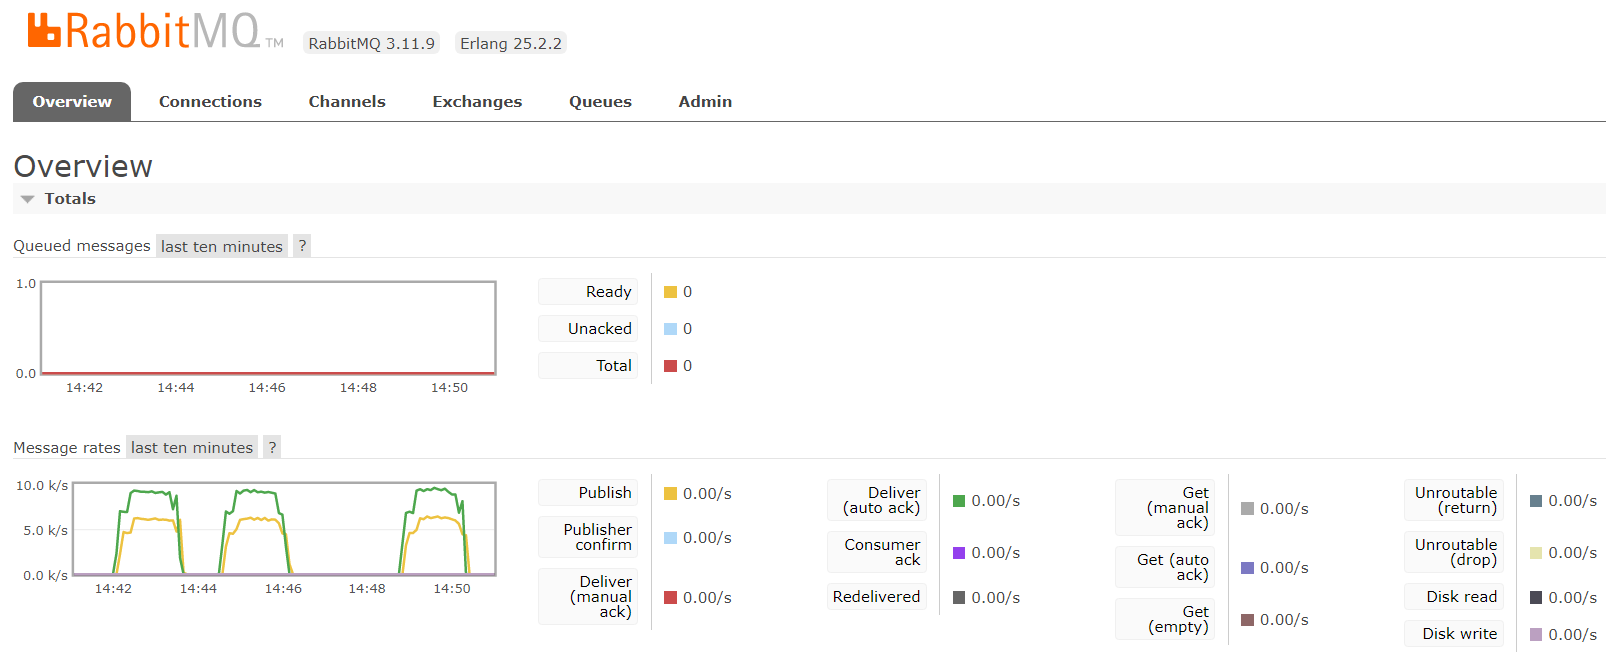 RabbitMQ TM RabbitMQ 3.11.9 Erlang 25.2.2
Overview Connections Channels Exchanges Queues Admin
Overview
Totals
Queued messages last ten minutes ?
1.0
0.0
14:42 14:44 14:46 14:48 14:50
Ready 0
Unacked 0
Total 0
Message rates last ten minutes ?
10.0 k/s
5.0 k/s
0.0 k/s
14:42 14:44 14:46 14:48 14:50
Publish 0.00/s
Publisher
confirm 0.00/s
Deliver
(manual
ack) 0.00/s
Deliver
(auto ack) 0.00/s
Consumer
ack 0.00/s
Redelivered 0.00/s
Get
(manual
ack) 0.00/s
Get (auto
ack) 0.00/s
Get
(empty) 0.00/s
Unroutable
(return) 0.00/s
Unroutable
(drop) 0.00/s
Disk read 0.00/s
Disk write 0.00/s